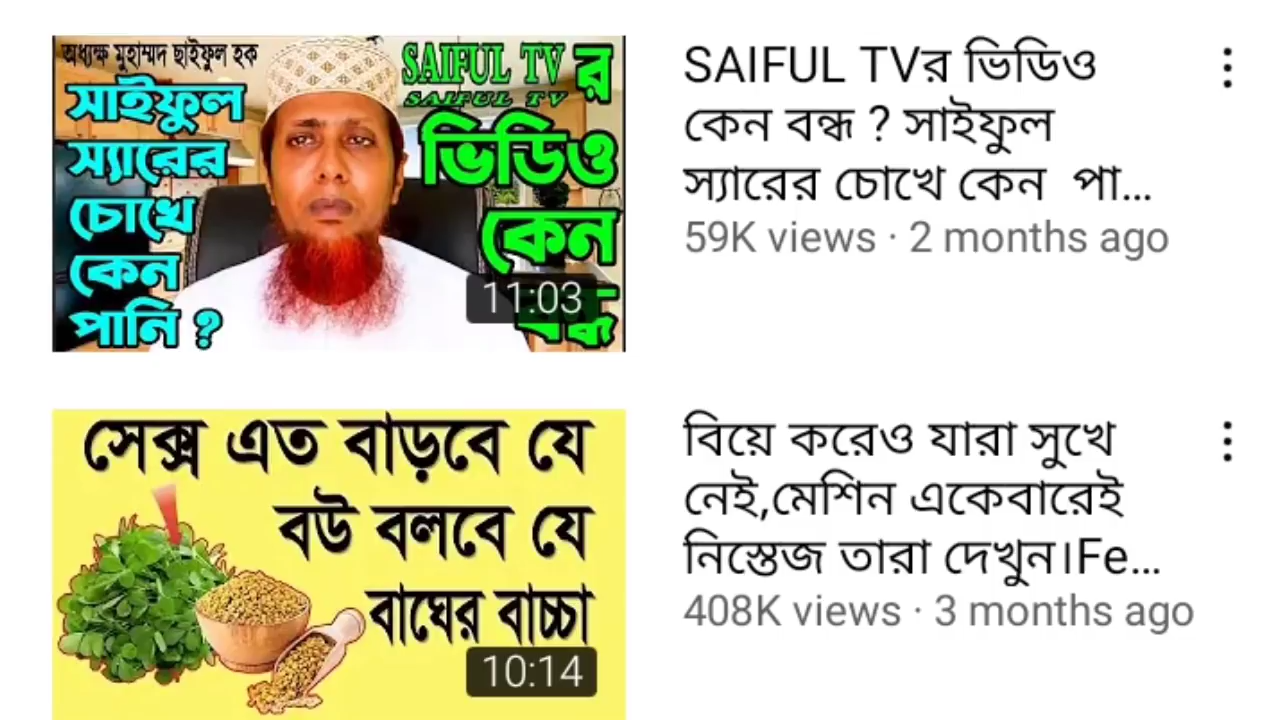 অধ্যক্ষ মুহাম্মদ ছাইফুল হক
সাইফুল
স্যারের
চোখে
কেন
পানি ?
SAIFUL TV র
SAIFUL TV
ভিডিও
কেন
বন্ধ
11:03
SAIFUL TVর ভিডিও
কেন বন্ধ ? সাইফুল
স্যারের চোখে কেন পা...
59K views · 2 months ago
সেক্স এত বাড়বে যে
বউ বলবে যে
বাঘের বাচ্চা
10:14
বিয়ে করেও যারা সুখে
নেই,মেশিন একেবারেই
নিস্তেজ তারা দেখুন।Fe...
408K views · 3 months ago